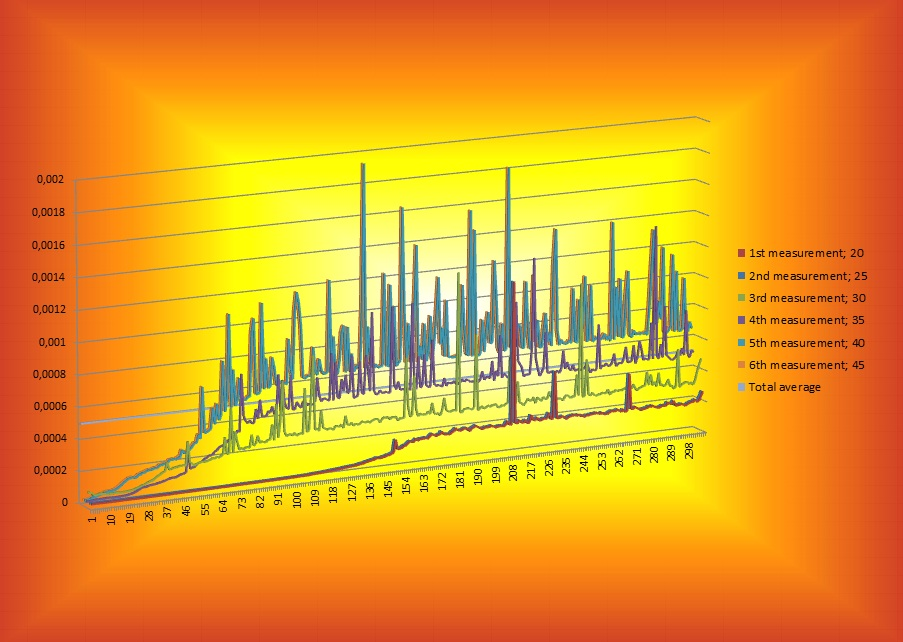 0,002
0,0018
0,0016
0,0014
0,0012
0,001
0,0008
0,0006
0,0004
0,0002
0
1 10 19 28 37 46 55 64 73 82 91 100 109 118 127 136 145 154 163 172 181 190 199 208 217 226 235 244 253 262 271 280 289 298
1st measurement; 20
2nd measurement; 25
3rd measurement; 30
4th measurement; 35
5th measurement; 40
6th measurement; 45
Total average